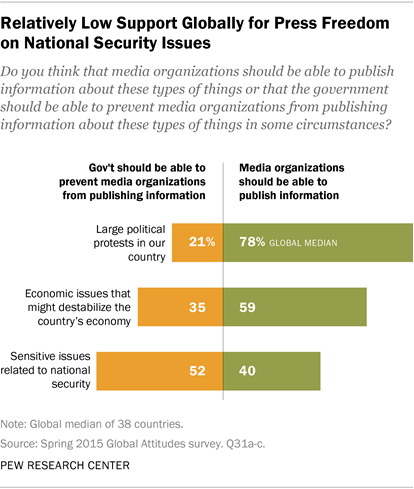 Relatively Low Support Globally for Press Freedom
on National Security Issues
Do you think that media organizations should be able to publish
information about these types of things or that the government
should be able to prevent media organizations from publishing
information about these types of things in some circumstances?
Gov't should be able to
prevent media organizations
from publishing information
Media organizations
should be able to
publish information
Large political
protests in our
country
21%
78% GLOBAL MEDIAN
Economic issues that
might destabilize the
country's economy
35
59
Sensitive issues
related to national
security
52
40
Note: Global median of 38 countries.
Source: Spring 2015 Global Attitudes survey. Q31a-c.
PEW RESEARCH CENTER